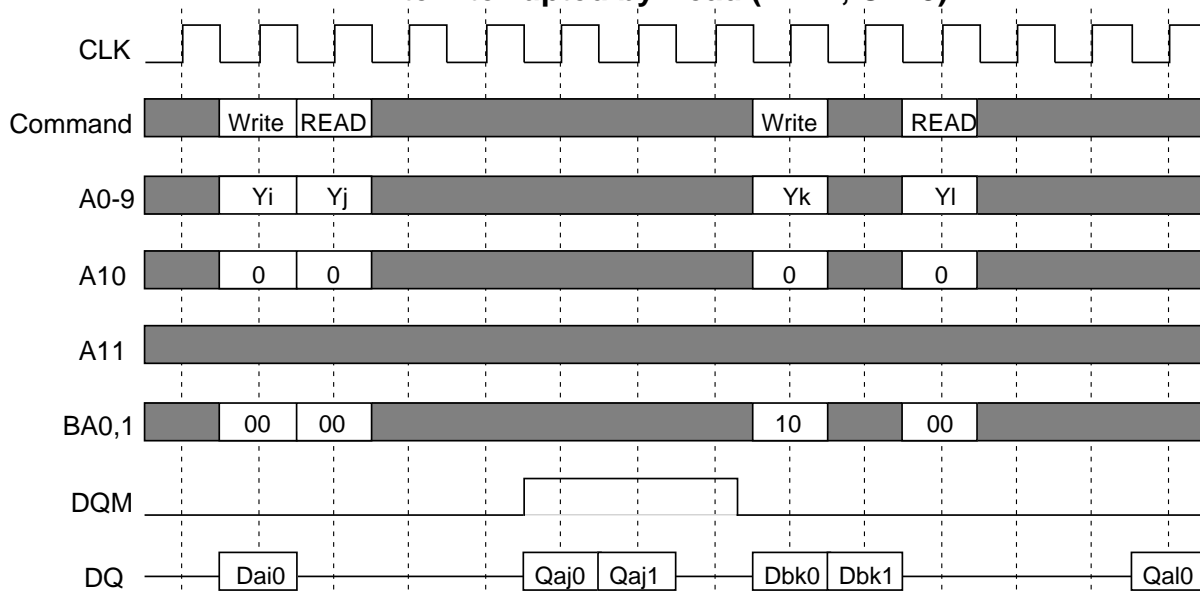 by
CLK
Command Write READ Write READ
A0-9 Yi Yj Yk Yl
A10 0 0 0 0
A11
BA0,1 00 00 10 00
DQM
DQ Dai0 Qaj0 Qaj1 Dbk0 Dbk1 Qal0